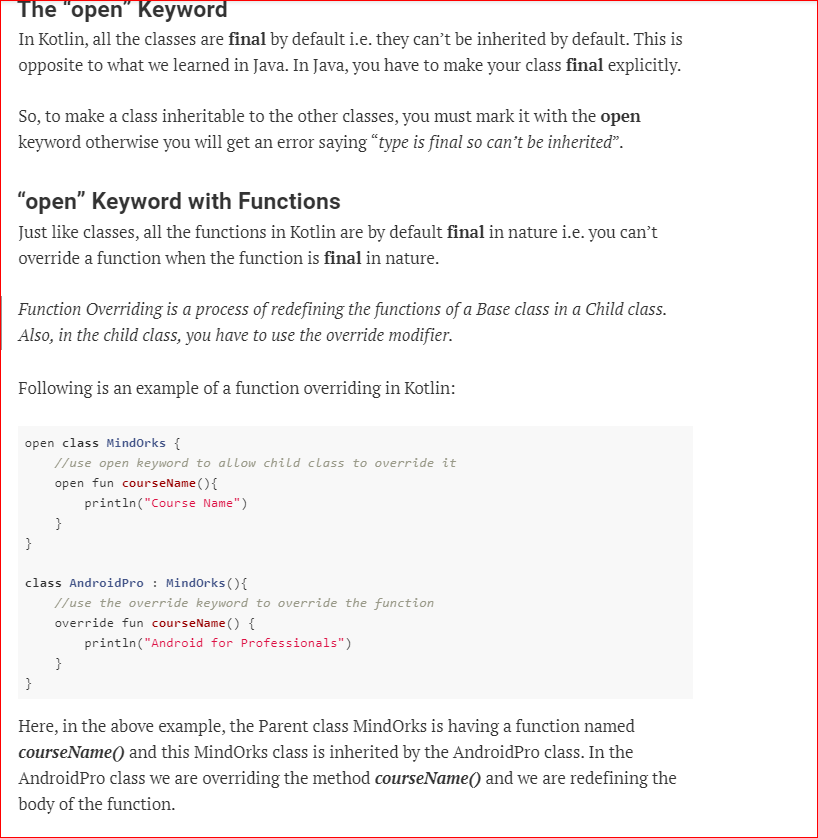 The “open” Keyword
In Kotlin, all the classes are final by default i.e. they can’t be inherited by default. This is
opposite to what we learned in Java. In Java, you have to make your class final explicitly.
So, to make a class inheritable to the other classes, you must mark it with the open
keyword otherwise you will get an error saying “type is final so can’t be inherited”.
“open” Keyword with Functions
Just like classes, all the functions in Kotlin are by default final in nature i.e. you can’t
override a function when the function is final in nature.
Function Overriding is a process of redefining the functions of a Base class in a Child class.
Also, in the child class, you have to use the override modifier.
Following is an example of a function overriding in Kotlin:
open class MindOrks {
    //use open keyword to allow child class to override it
    open fun courseName(){
        println("Course Name")
    }
}
class AndroidPro : MindOrks(){
    //use the override keyword to override the function
    override fun courseName() {
        println("Android for Professionals")
    }
}
Here, in the above example, the Parent class MindOrks is having a function named
courseName() and this MindOrks class is inherited by the AndroidPro class. In the
AndroidPro class we are overriding the method courseName() and we are redefining the
body of the function.